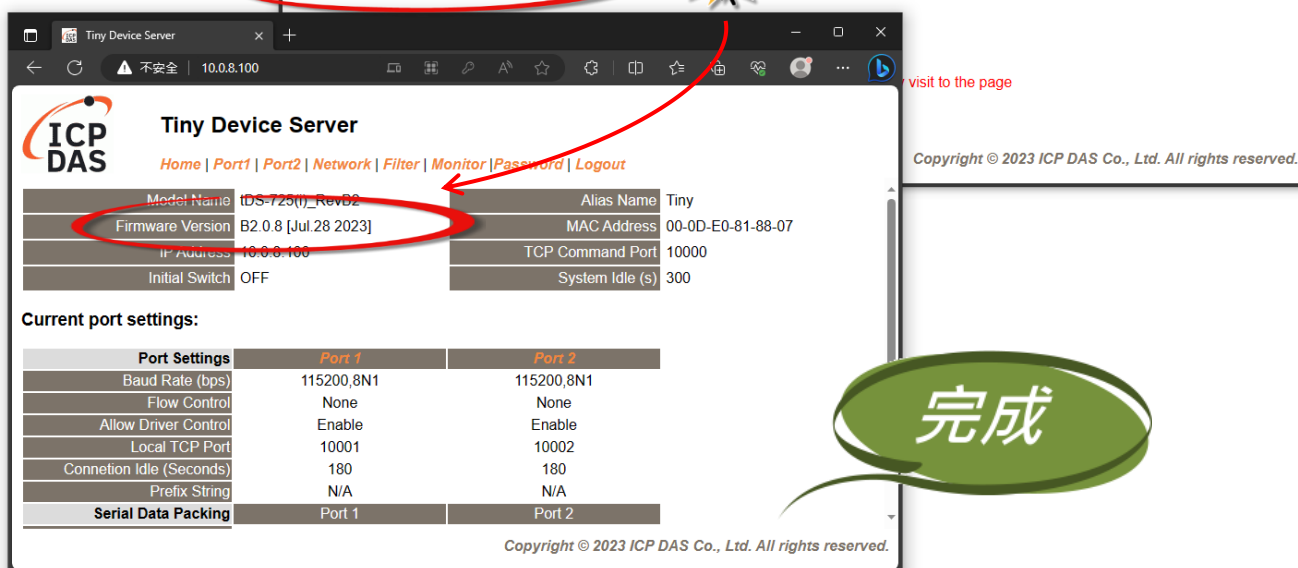 Tiny Device Server
不安全 | 10.0.8.100
visit to the page
ICP DAS
Tiny Device Server
Home | Port1 | Port2 | Network | Filter | Monitor |Password | Logout
Copyright © 2023 ICP DAS Co., Ltd. All rights reserved.
Model Name tDS-725(i)_RevB2 Alias Name Tiny
Firmware Version B2.0.8 [Jul.28 2023] MAC Address 00-0D-E0-81-88-07
IP Address 10.0.8.100 TCP Command Port 10000
Initial Switch OFF System Idle (s) 300
Current port settings:
Port Settings Port 1 Port 2
Baud Rate (bps) 115200,8N1 115200,8N1
Flow Control None None
Allow Driver Control Enable Enable
Local TCP Port 10001 10002
Connetion Idle (Seconds) 180 180
Prefix String N/A N/A
Serial Data Packing Port 1 Port 2
完成
Copyright © 2023 ICP DAS Co., Ltd. All rights reserved.